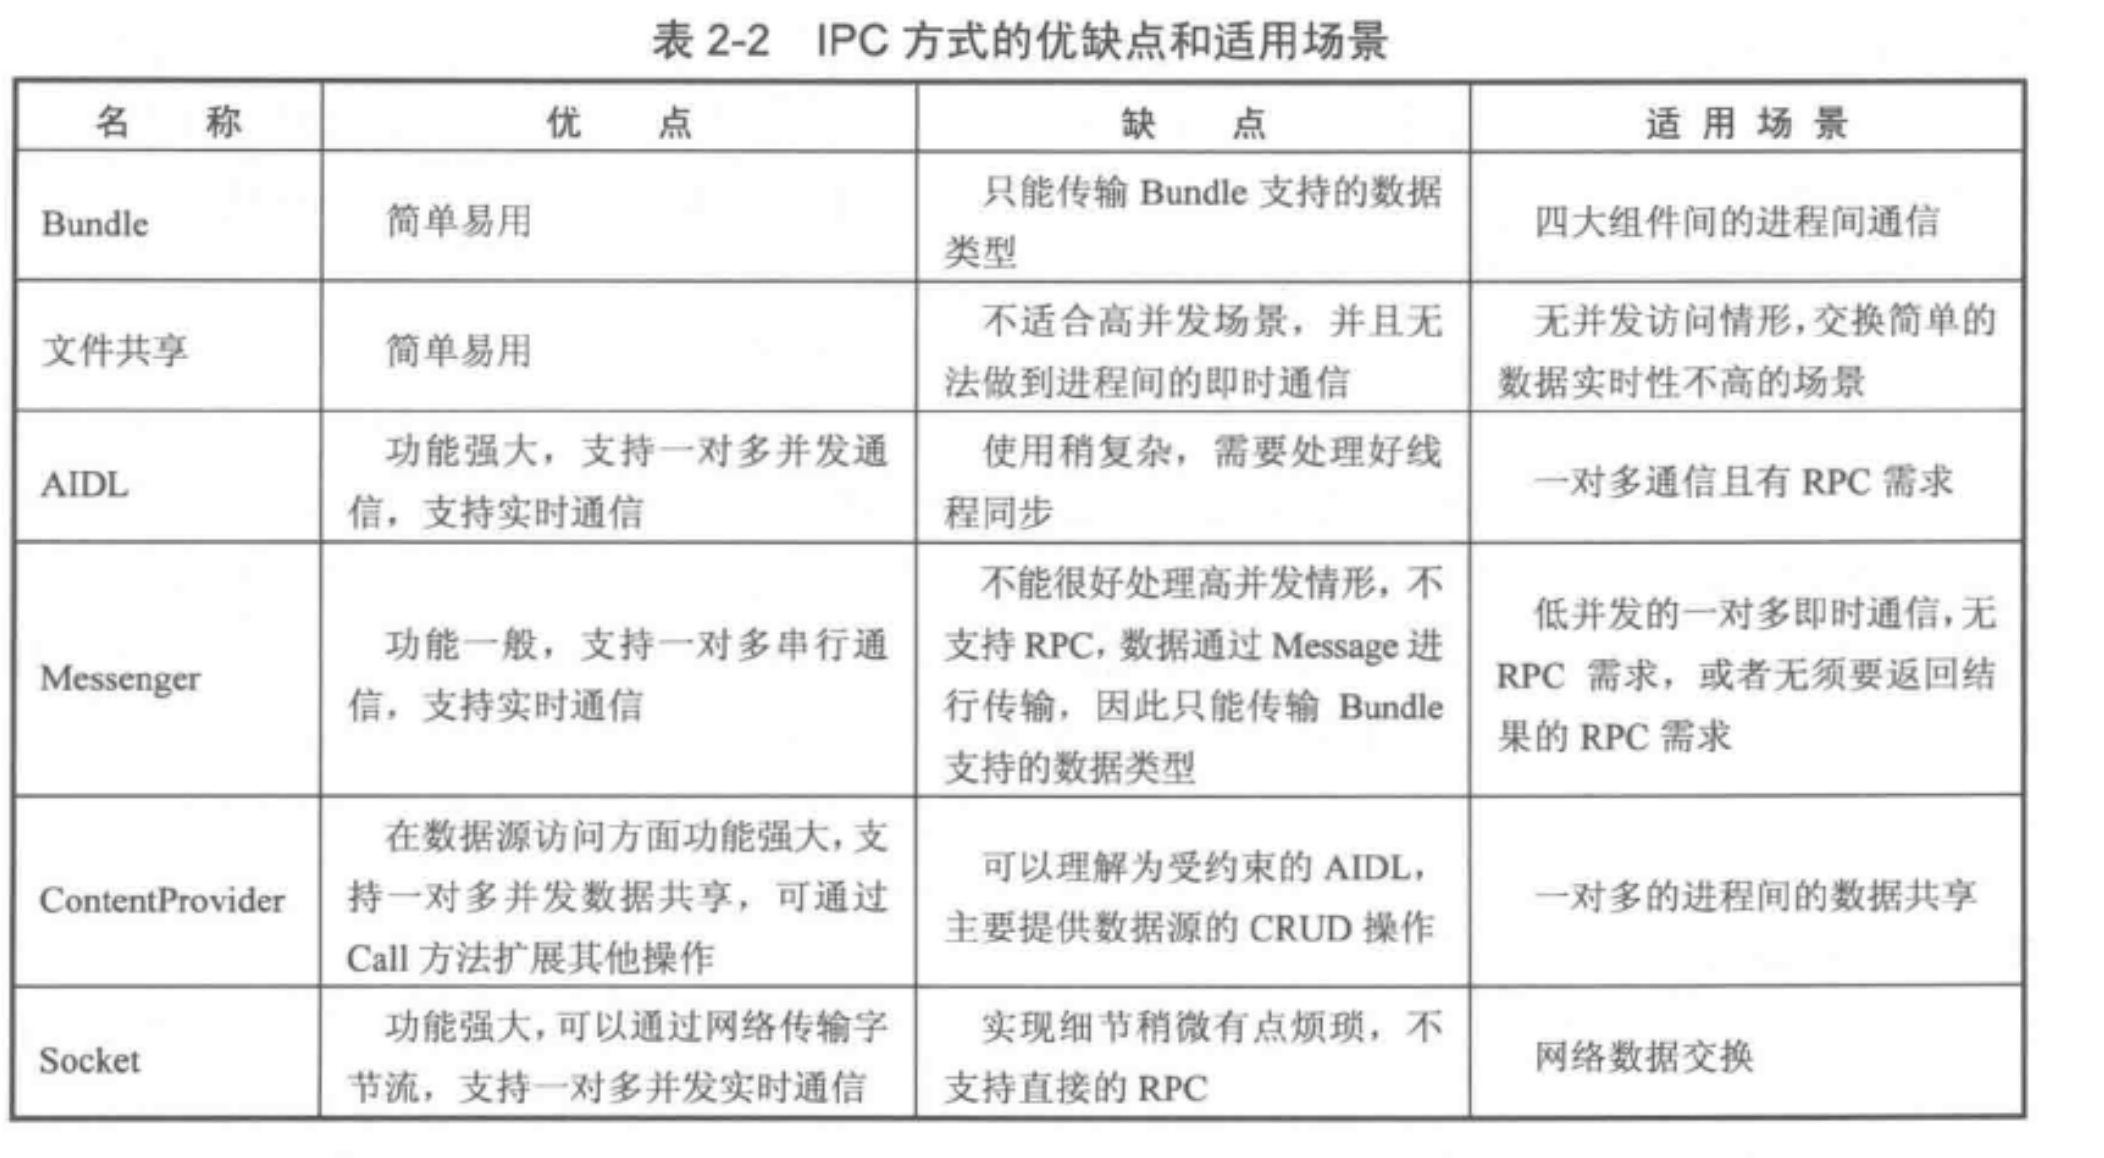 表 2-2 IPC 方式的优缺点和适用场景
名 称 优 点 缺 点 适 用 场 景
Bundle
简单易用
只能传输 Bundle 支持的数据
类型
四大组件间的进程间通信
文件共享
简单易用
不适合高并发场景，并且无
法做到进程间的即时通信
无并发访问情形，交换简单的
数据实时性不高的场景
AIDL
功能强大，支持一对多并发通
信，支持实时通信
使用稍复杂，需要处理好线
程同步
一对多通信且有 RPC 需求
Messenger
功能一般，支持一对多串行通
信，支持实时通信
不能很好处理高并发情形，不
支持 RPC，数据通过 Message 进
行传输，因此只能传输 Bundle
支持的数据类型
低并发的一对多即时通信，无
RPC 需求，或者无须要返回结
果的 RPC 需求
ContentProvider
在数据源访问方面功能强大，支
持一对多并发数据共享，可通过
Call 方法扩展其他操作
可以理解为受约束的 AIDL，
主要提供数据源的 CRUD 操作
一对多的进程间的数据共享
Socket
功能强大，可以通过网络传输字
节流，支持一对多并发实时通信
实现细节稍微有点烦琐，不
支持直接的 RPC
网络数据交换